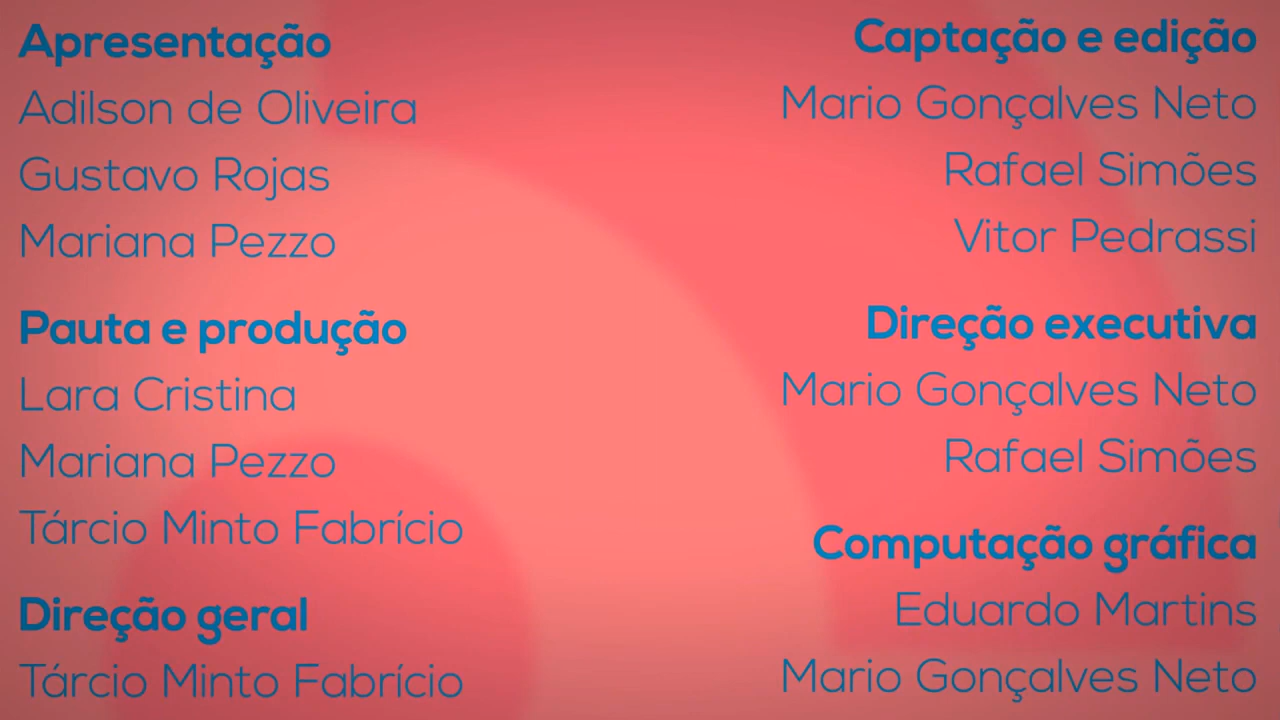 Apresentação
Adilson de Oliveira
Gustavo Rojas
Mariana Pezzo
Pauta e produção
Lara Cristina
Mariana Pezzo
Tárcio Minto Fabrício
Direção geral
Tárcio Minto Fabrício
Captação e edição
Mario Gonçalves Neto
Rafael Simões
Vitor Pedrassi
Direção executiva
Mario Gonçalves Neto
Rafael Simões
Computação gráfica
Eduardo Martins
Mario Gonçalves Neto